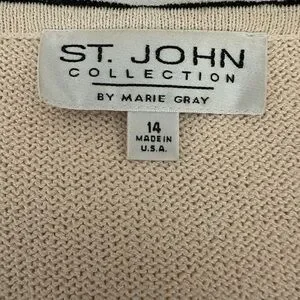 ST. JOHN
COLLECTION
BY MARIE GRAY
14
MADE IN
U.S.A.